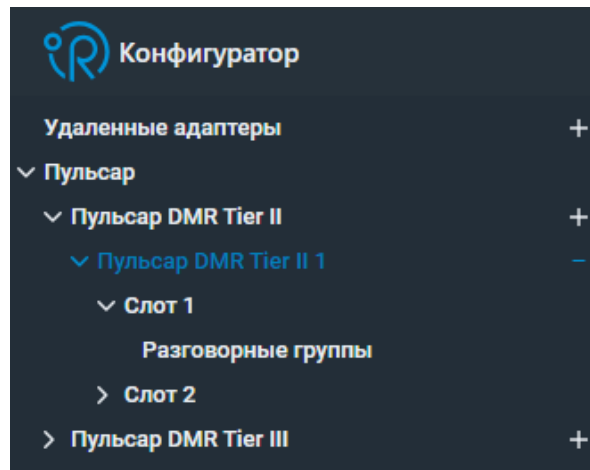 Конфигуратор
Удаленные адаптеры
Пульсар
Пульсар DMR Tier II
Пульсар DMR Tier II 1
Слот 1
Разговорные группы
Слот 2
Пульсар DMR Tier III